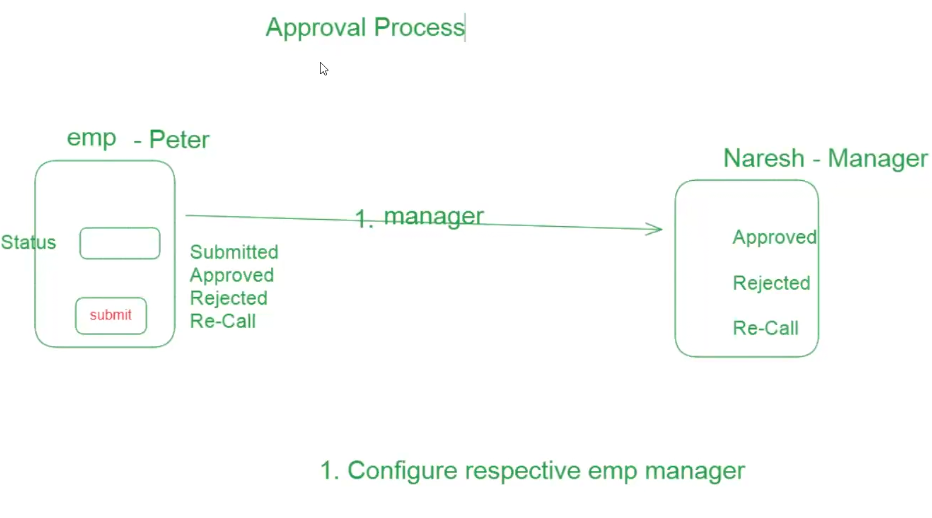 Approval Process
emp - Peter
Naresh - Manager
1. manager
Status
Submitted
Approved
Rejected
Re-Call
submit
Approved
Rejected
Re-Call
1. Configure respective emp manager